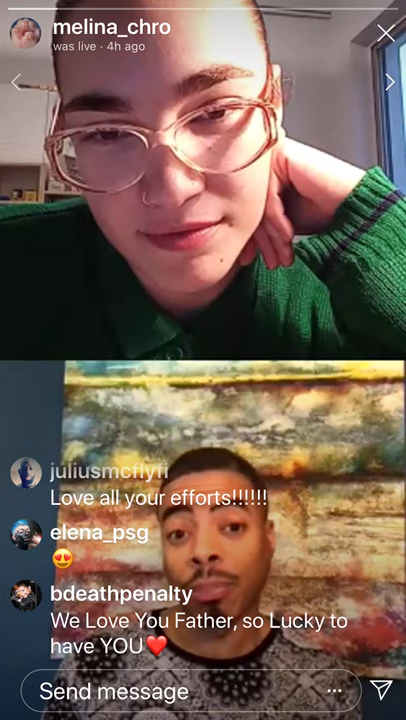 melina_chro
was live · 4h ago
juliusmcflyfi
Love all your efforts!!!!!!
elena_psg
😍
bdeathpenalty
We Love You Father, so Lucky to
have YOU❤️
Send message